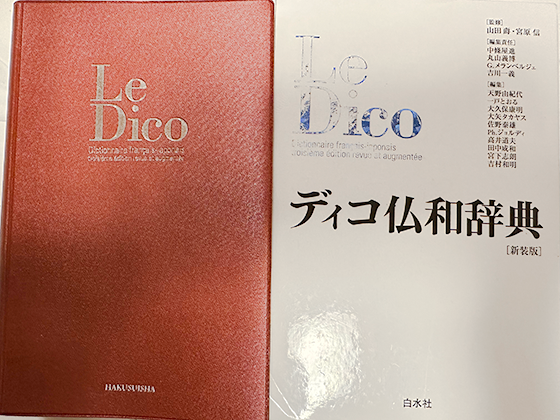 Le
Dico
Dictionnaire français-japonais
troisième édition revue et augmentée
HAKUSUISHA
Le
Dico
Dictionnaire français-japonais
troisième édition revue et augmentée
ディコ仏和辞典
[新装版]
[監修]
山田𣝣・宮原 信
[編集責任]
中條屋進
丸山義博
G.メランベルジェ
吉川一義
[編集]
天野由紀代
一戸とおる
大久保康明
大矢タカヤス
佐野泰雄
Ph.ジョルディ
高井道夫
田中成和
宮下志朗
吉村和明
白水社